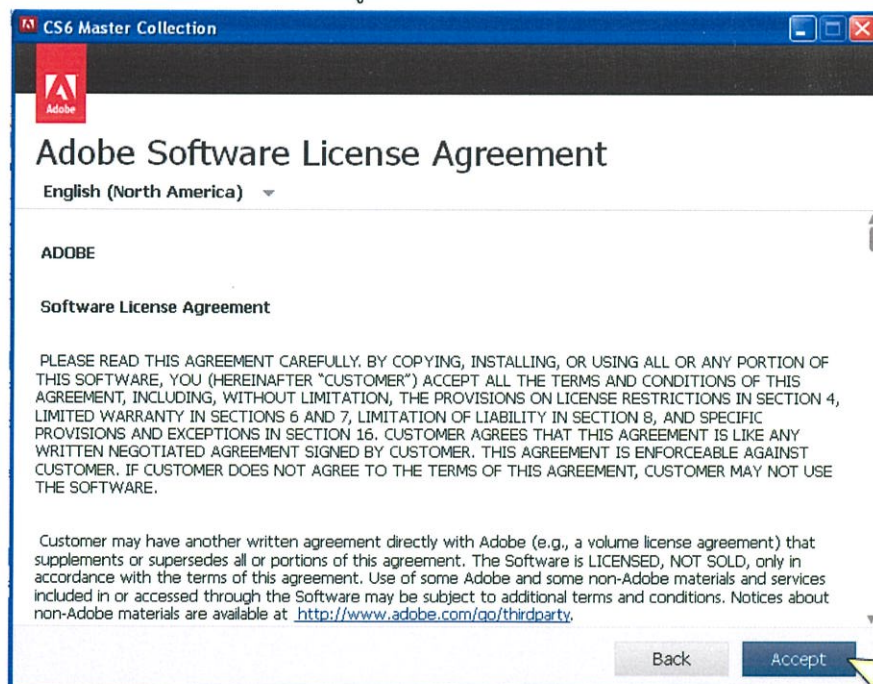 CS6 Master Collection
Adobe
Adobe Software License Agreement
English (North America)
ADOBE
Software License Agreement
PLEASE READ THIS AGREEMENT CAREFULLY. BY COPYING, INSTALLING, OR USING ALL OR ANY PORTION OF
THIS SOFTWARE, YOU (HEREINAFTER “CUSTOMER”) ACCEPT ALL THE TERMS AND CONDITIONS OF THIS
AGREEMENT, INCLUDING, WITHOUT LIMITATION, THE PROVISIONS ON LICENSE RESTRICTIONS IN SECTION 4,
LIMITED WARRANTY IN SECTIONS 6 AND 7, LIMITATION OF LIABILITY IN SECTION 8, AND SPECIFIC
PROVISIONS AND EXCEPTIONS IN SECTION 16. CUSTOMER AGREES THAT THIS AGREEMENT IS LIKE ANY
WRITTEN NEGOTIATED AGREEMENT SIGNED BY CUSTOMER. THIS AGREEMENT IS ENFORCEABLE AGAINST
CUSTOMER. IF CUSTOMER DOES NOT AGREE TO THE TERMS OF THIS AGREEMENT, CUSTOMER MAY NOT USE
THE SOFTWARE.
Customer may have another written agreement directly with Adobe (e.g., a volume license agreement) that
supplements or supersedes all or portions of this agreement. The Software is LICENSED, NOT SOLD, only in
accordance with the terms of this agreement. Use of some Adobe and some non-Adobe materials and services
included in or accessed through the Software may be subject to additional terms and conditions. Notices about
non-Adobe materials are available at http://www.adobe.com/go/thirdparty.
Back
Accept